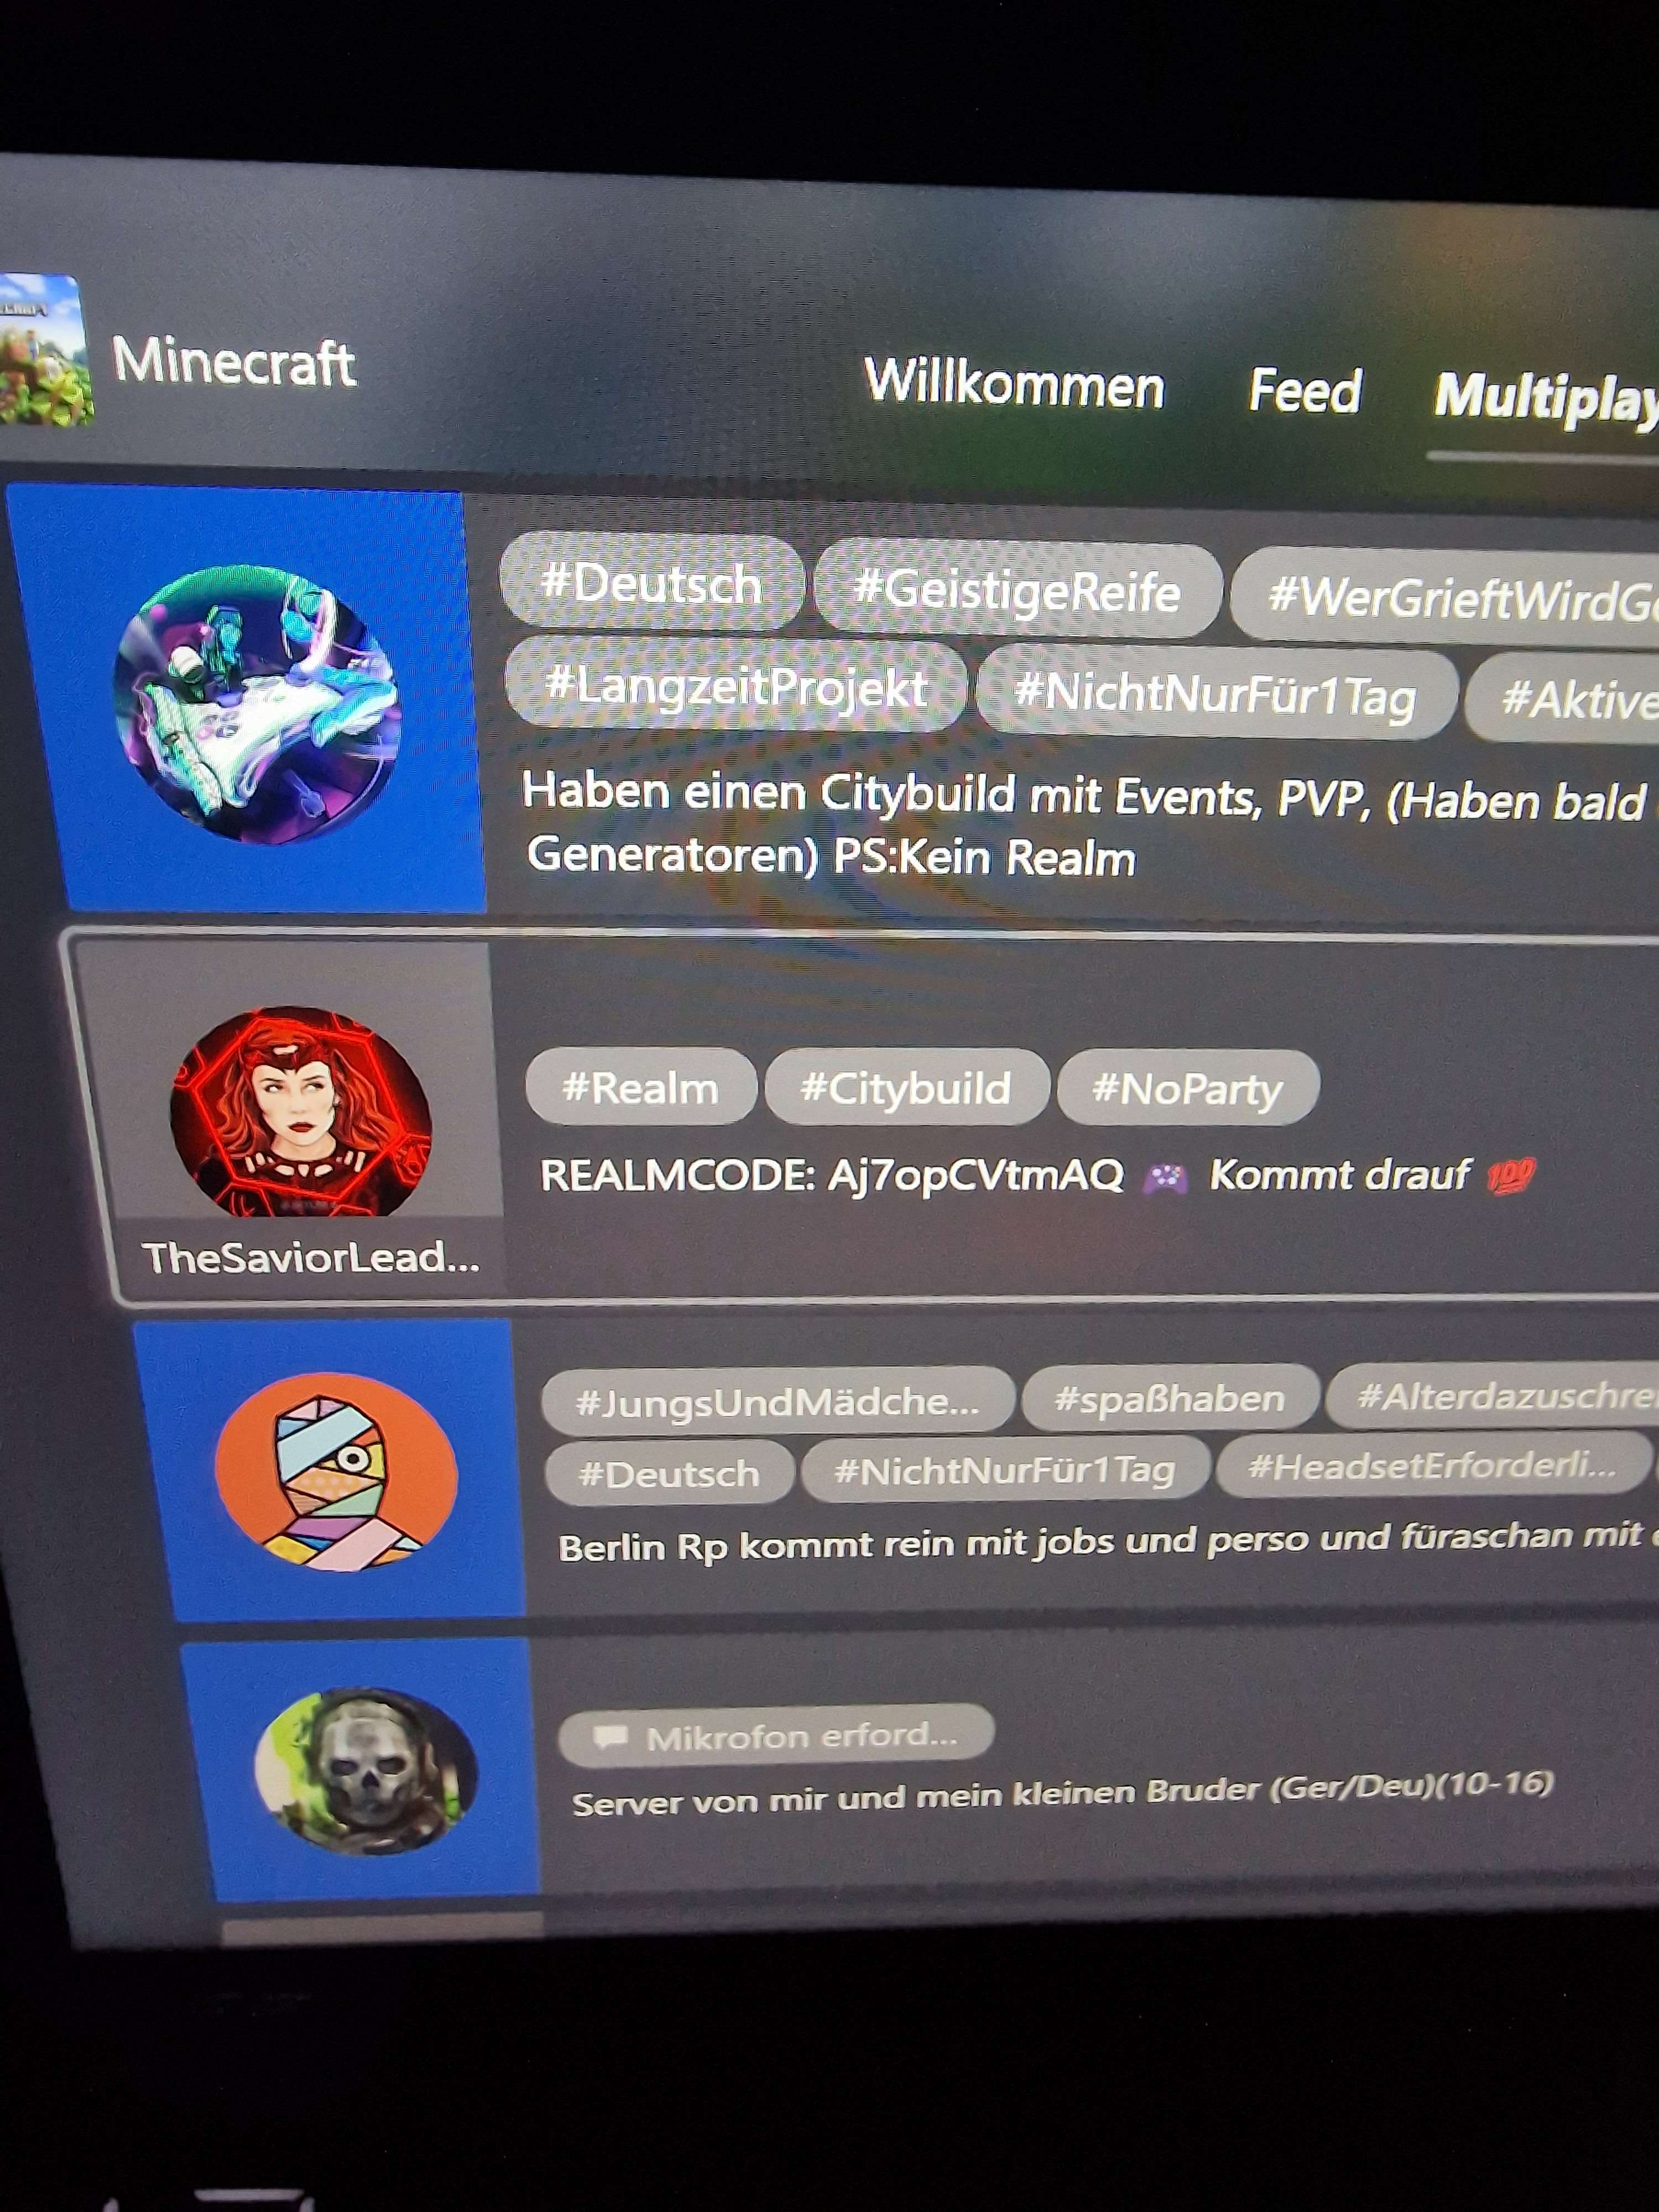 Minecraft
Willkommen Feed Multiplay
#Deutsch #GeistigeReife #WerGrieftWirdGe
#LangzeitProjekt #NichtNurFür1Tag #Aktive
Haben einen Citybuild mit Events, PVP, (Haben bald
Generatoren) PS:Kein Realm
#Realm #Citybuild #NoParty
REALMCODE: Aj7opCVtmAQ 🎮 Kommt drauf 💯
TheSaviorLead...
#JungsUndMädche... #spaßhaben #Alterdazuschrei
#Deutsch #NichtNurFür1Tag #HeadsetErforderli...
Berlin Rp kommt rein mit jobs und perso und füraschan mit
Mikrofon erford...
Server von mir und mein kleinen Bruder (Ger/Deu)(10-16)